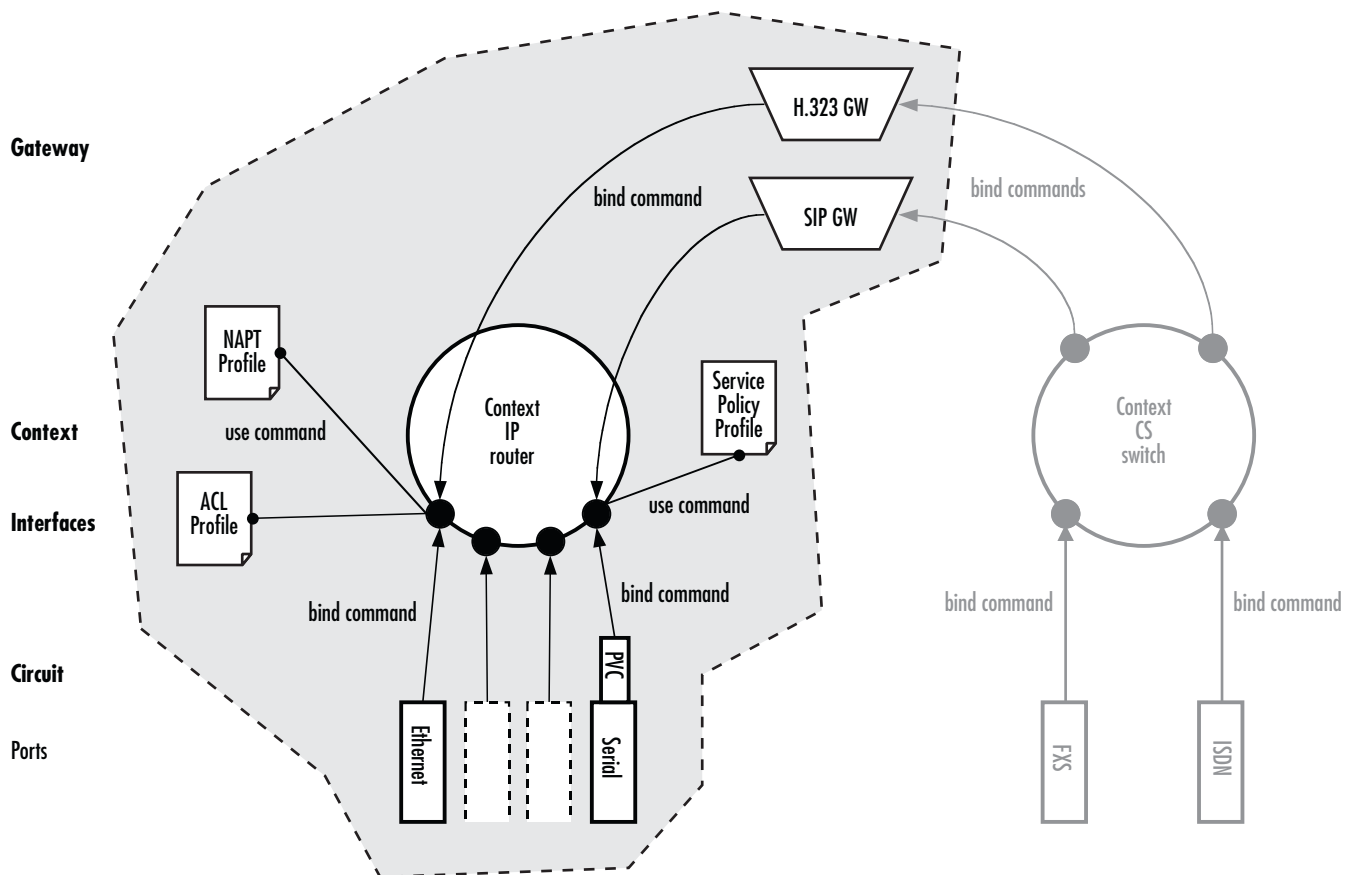 H.323 GW
Gateway
bind command
bind commands
SIP GW
NAPT
Profile
Service
Policy
Profile
Context
IP
router
Context
CS
switch
Context
use command
ACL
Profile
use command
Interfaces
bind command
bind command
bind command
bind command
Circuit
PVC
Ports
Ethernet
Serial
FXS
ISDN